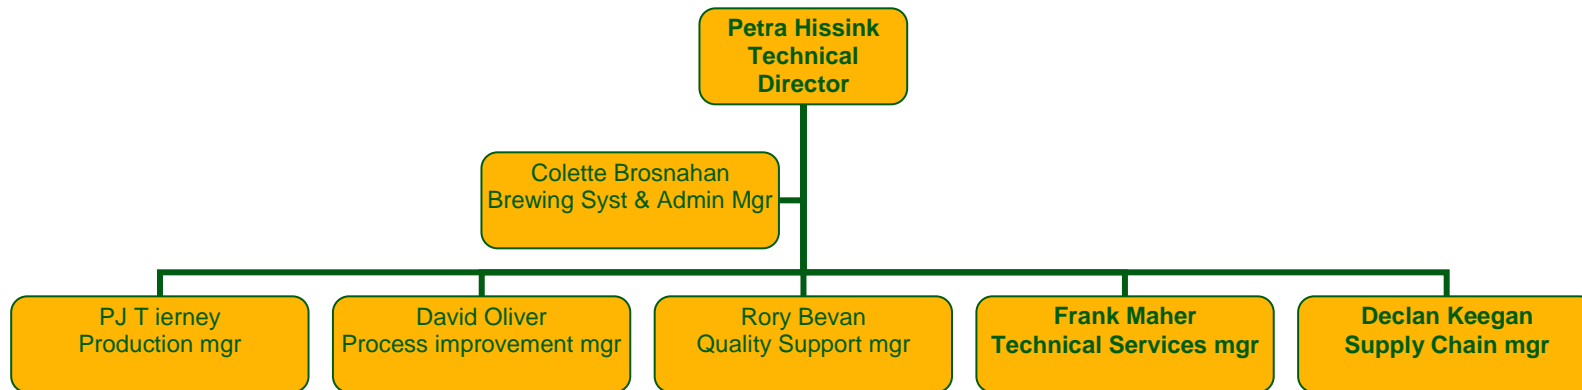 Petra Hissink
Technical
Director
Colette Brosnahan
Brewing Syst & Admin Mgr
PJ T ierney
Production mgr
David Oliver
Process improvement mgr
Rory Bevan
Quality Support mgr
Frank Maher
Technical Services mgr
Declan Keegan
Supply Chain mgr